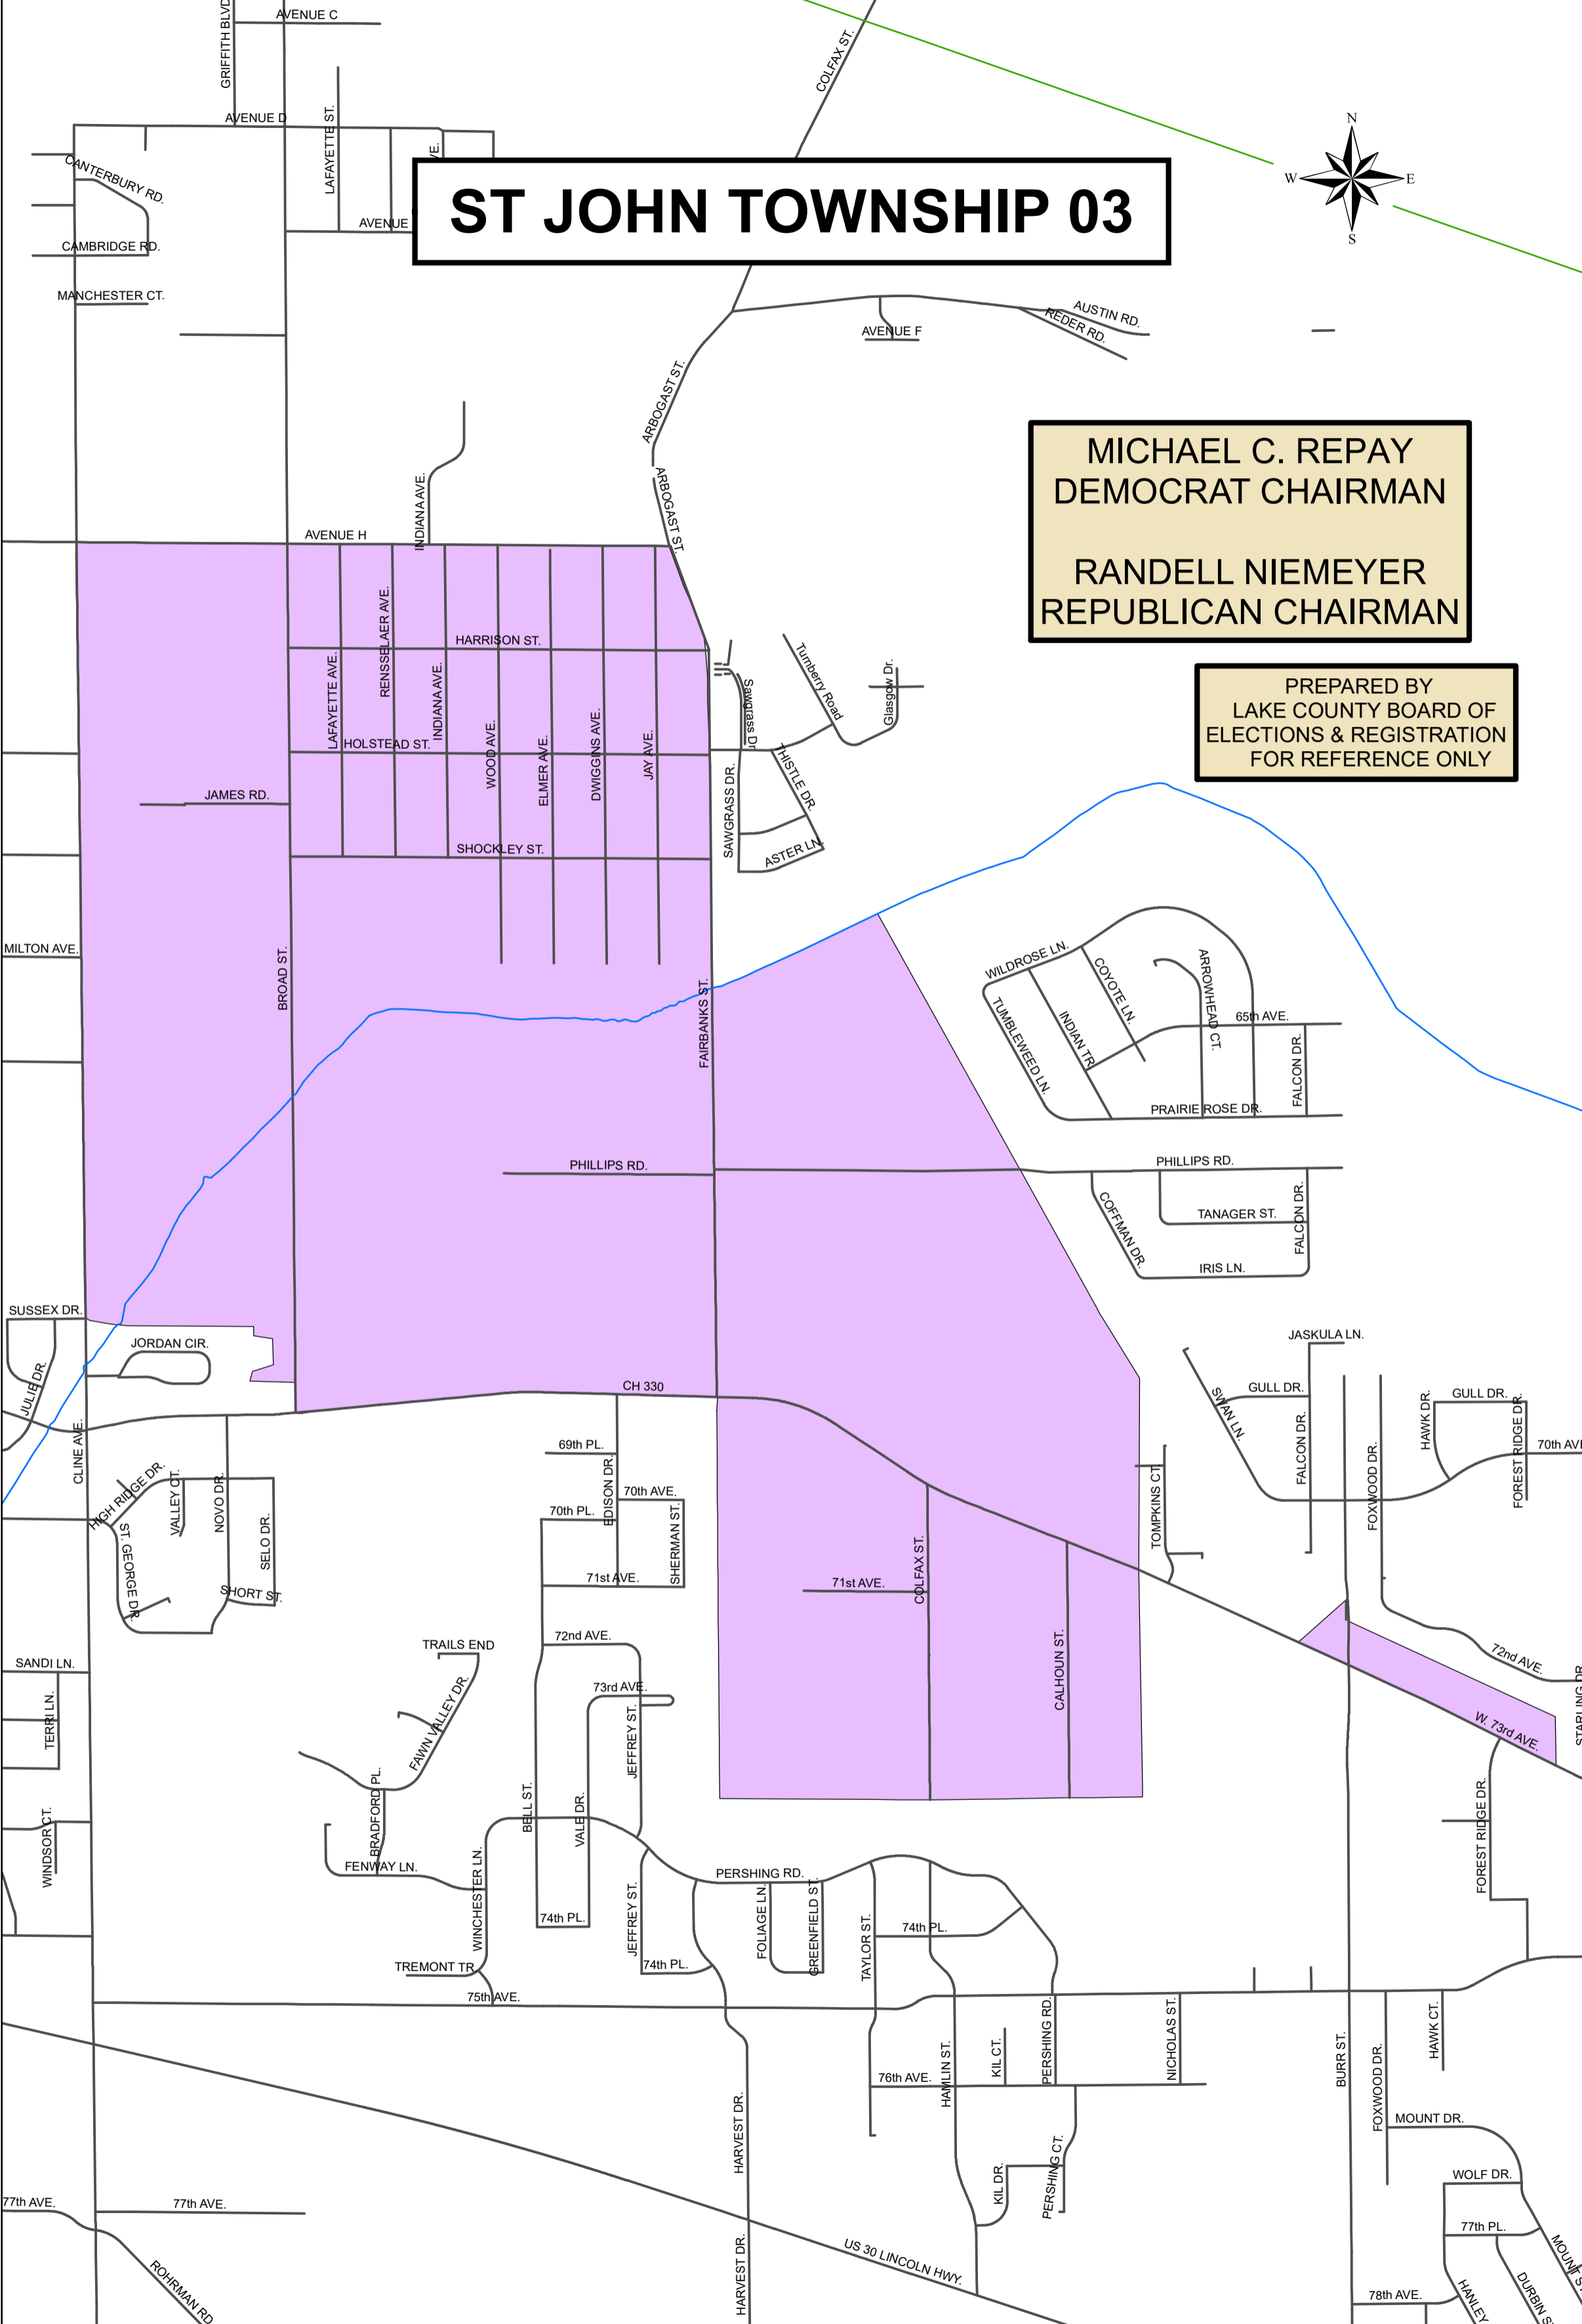 AVENUE C
GRIFFITH BLVD
COLFAX ST.
AVENUE D
LAFAYETTE ST.
VE.
CANTERBURY RD.
N
W
E
S
ST JOHN TOWNSHIP 03
AVENUE
CAMBRIDGE RD.
MANCHESTER CT.
AUSTIN RD.
REDER RD.
AVENUE F
ARBOGAST ST.
MICHAEL C. REPAY
DEMOCRAT CHAIRMAN
RANDELL NIEMEYER
REPUBLICAN CHAIRMAN
INDIANA AVE.
ARBOGAST ST.
AVENUE H
RENSSELAER AVE.
HARRISON ST.
LAFAYETTE AVE.
INDIANA AVE.
Turnberry Road
Glasgow Dr.
Sawgrass Dr
PREPARED BY
LAKE COUNTY BOARD OF
ELECTIONS & REGISTRATION
FOR REFERENCE ONLY
HOLSTEAD ST.
WOOD AVE.
ELMER AVE.
DWIGGINS AVE.
JAY AVE.
THISTLE DR.
SAWGRASS DR.
JAMES RD.
SHOCKLEY ST.
ASTER LN.
MILTON AVE.
BROAD ST.
FAIRBANKS ST.
WILDROSE LN.
COYOTE LN.
ARROWHEAD CT.
TUMBLEWEED LN.
INDIAN TR.
65th AVE.
FALCON DR.
PRAIRIE ROSE DR.
PHILLIPS RD.
PHILLIPS RD.
COFFMAN DR.
TANAGER ST.
FALCON DR.
IRIS LN.
SUSSEX DR.
JORDAN CIR.
JULIE DR.
JASKULA LN.
CH 330
SWAN LN.
GULL DR.
GULL DR.
HAWK DR.
FOREST RIDGE DR.
70th AVE
CLINE AVE.
69th PL.
EDISON DR.
FALCON DR.
FOXWOOD DR.
HIGH RIDGE DR.
VALLEY CT.
NOVO DR.
SELO DR.
70th AVE.
70th PL.
SHERMAN ST.
TOMPKINS CT.
ST. GEORGE DR.
SHORT ST.
71st AVE.
71st AVE.
COLFAX ST.
CALHOUN ST.
TRAILS END
72nd AVE.
72nd AVE.
SANDI LN.
TERRI LN.
FAWN VALLEY DR.
73rd AVE.
JEFFREY ST.
STARLING DR
W. 73rd AVE.
WINDSOR CT.
BRADFORD PL.
BELL ST.
VALE DR.
FOREST RIDGE DR.
FENWAY LN.
WINCHESTER LN.
PERSHING RD.
74th PL.
JEFFREY ST.
FOLIAGE LN.
GREENFIELD ST.
TAYLOR ST.
74th PL.
TREMONT TR
74th PL.
75th AVE.
HAMLIN ST.
KIL CT.
PERSHING RD.
NICHOLAS ST.
BURR ST.
FOXWOOD DR.
HAWK CT.
76th AVE.
HARVEST DR.
MOUNT DR.
KIL DR.
PERSHING CT.
WOLF DR.
77th AVE.
77th AVE.
77th PL.
ROHRMAN RD
HARVEST DR.
US 30 LINCOLN HWY.
78th AVE.
HANLEY
DURBIN S
MOUNT